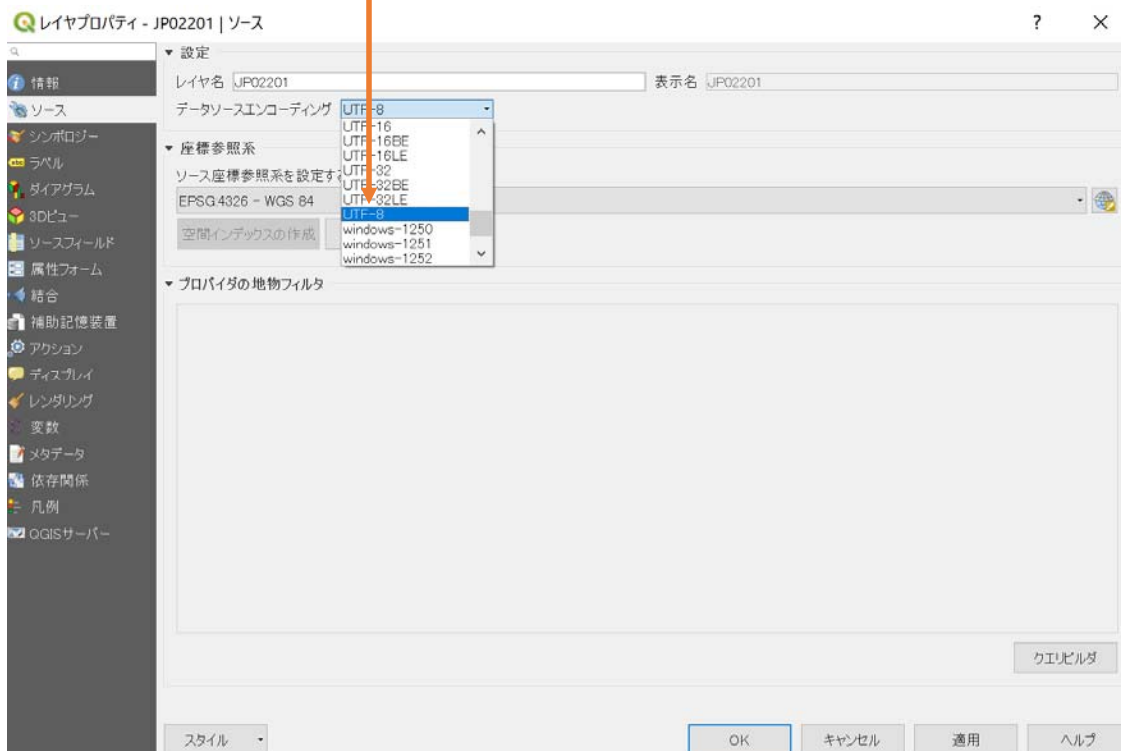 レイヤプロパティ - JP02201 | ソース
? ×
情報
ソース
シンボロジー
ラベル
ダイアグラム
3Dビュー
ソースフィールド
属性フォーム
結合
補助記憶装置
アクション
ディスプレイ
レンダリング
変数
メタデータ
依存関係
凡例
QGISサーバー
設定
レイヤ名 JP02201 表示名 JP02201
データソースエンコーディング UTF-8
UTF-16
UTF-16BE
UTF-16LE
UTF-32
UTF-32BE
UTF-32LE
UTF-8
windows-1250
windows-1251
windows-1252
座標参照系
ソース座標参照系を設定す
EPSG:4326 - WGS 84
空間インデックスの作成
プロバイダの地物フィルタ
クエリビルダ
スタイル OK キャンセル 適用 ヘルプ